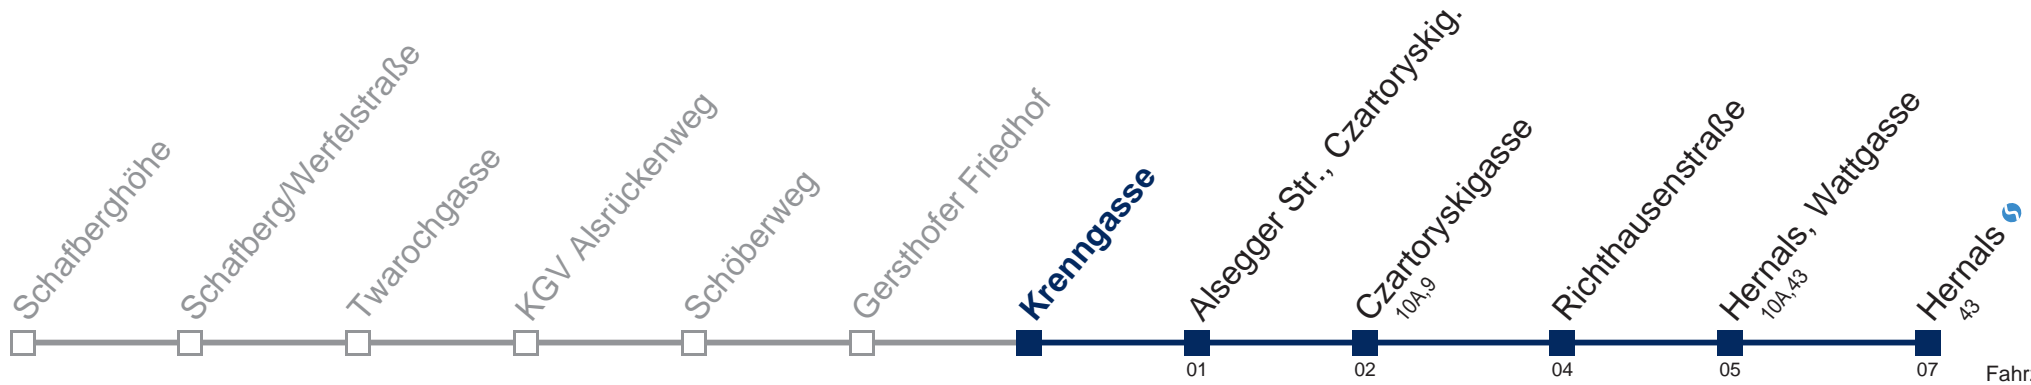 Schafberghöhe
Schafberg/Werfelstraße
Twarochgasse
KGV Alsrückenweg
Schöberweg
Gersthofer Friedhof
Krenngasse
Alsegger Str., Czartoryskig.
Czartoryskigasse
10A,9
Richthausenstraße
Hernals, Wattgasse
10A,43
Hernals
43
01
02
04
05
07
Fahr